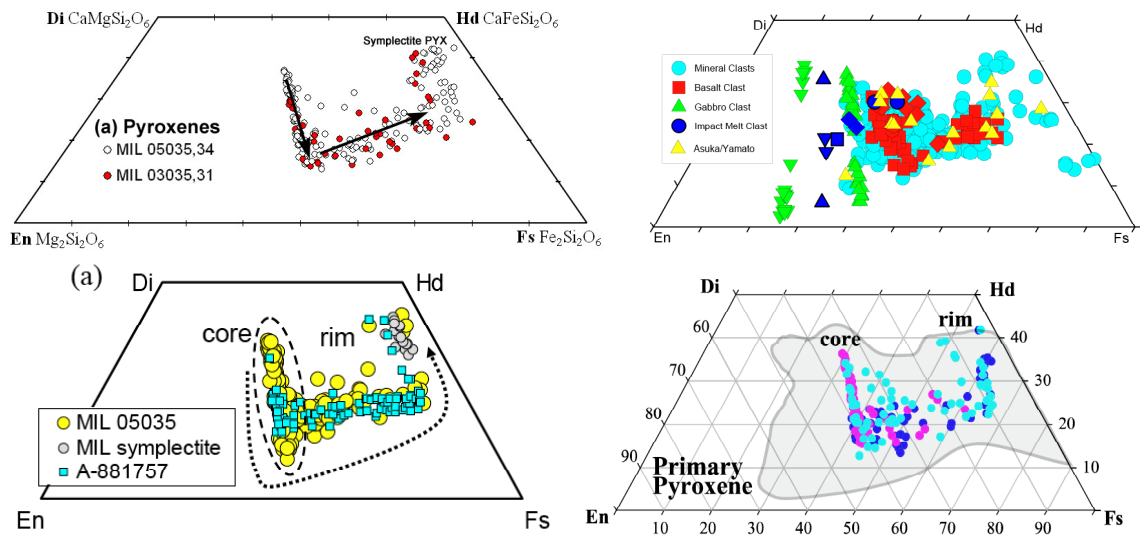 Di CaMgSi₂O₆
Hd CaFeSi₂O₆
Symplectite PYX
(a) Pyroxenes
MIL 05035,34
MIL 03035,31
En Mg₂Si₂O₆
Fs Fe₂Si₂O₆
Di
Hd
Mineral Clasts
Basalt Clast
Gabbro Clast
Impact Melt Clast
Asuka/Yamato
En
Fs
(a)
Di
Hd
core
rim
MIL 05035
MIL symplectite
A-881757
En
Fs
Di
Hd
rim
60
core
40
70
30
80
20
90
Primary
Pyroxene
10
En
Fs
10 20 30 40 50 60 70 80 90